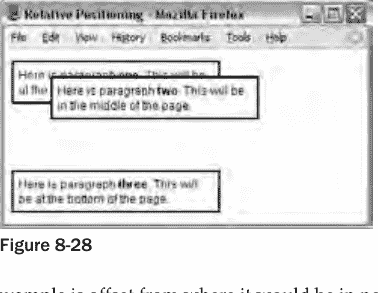 Relative Positioning - Mozilla Firefox
File Edit View History Bookmarks Tools Help
Here is paragraph one. This will be
at the
Here is paragraph two. This will be
in the middle of the page.
Here is paragraph three. This will
be at the bottom of the page.
Figure 8-28
example is offset from where it would be in no